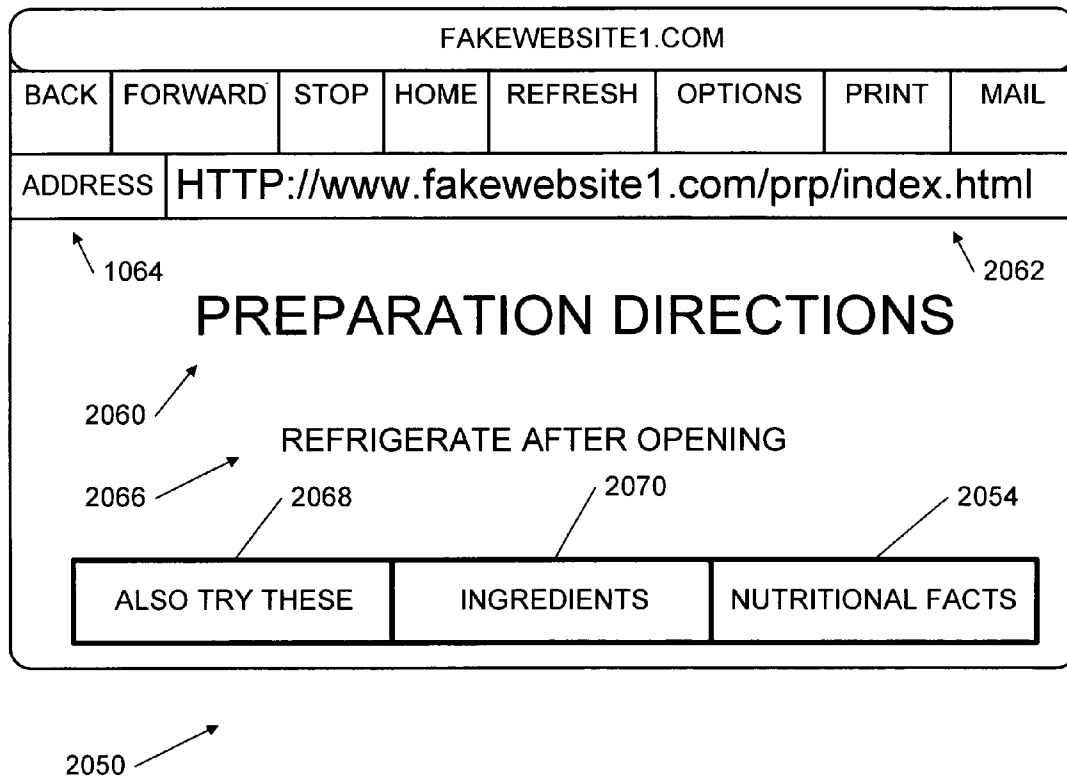 FAKEWEBSITE1.COM
BACK FORWARD STOP HOME REFRESH OPTIONS PRINT MAIL
ADDRESS HTTP://www.fakewebsite1.com/prp/index.html
1064 2062
PREPARATION DIRECTIONS
2060
REFRIGERATE AFTER OPENING
2066 2068 2070 2054
ALSO TRY THESE INGREDIENTS NUTRITIONAL FACTS
2050